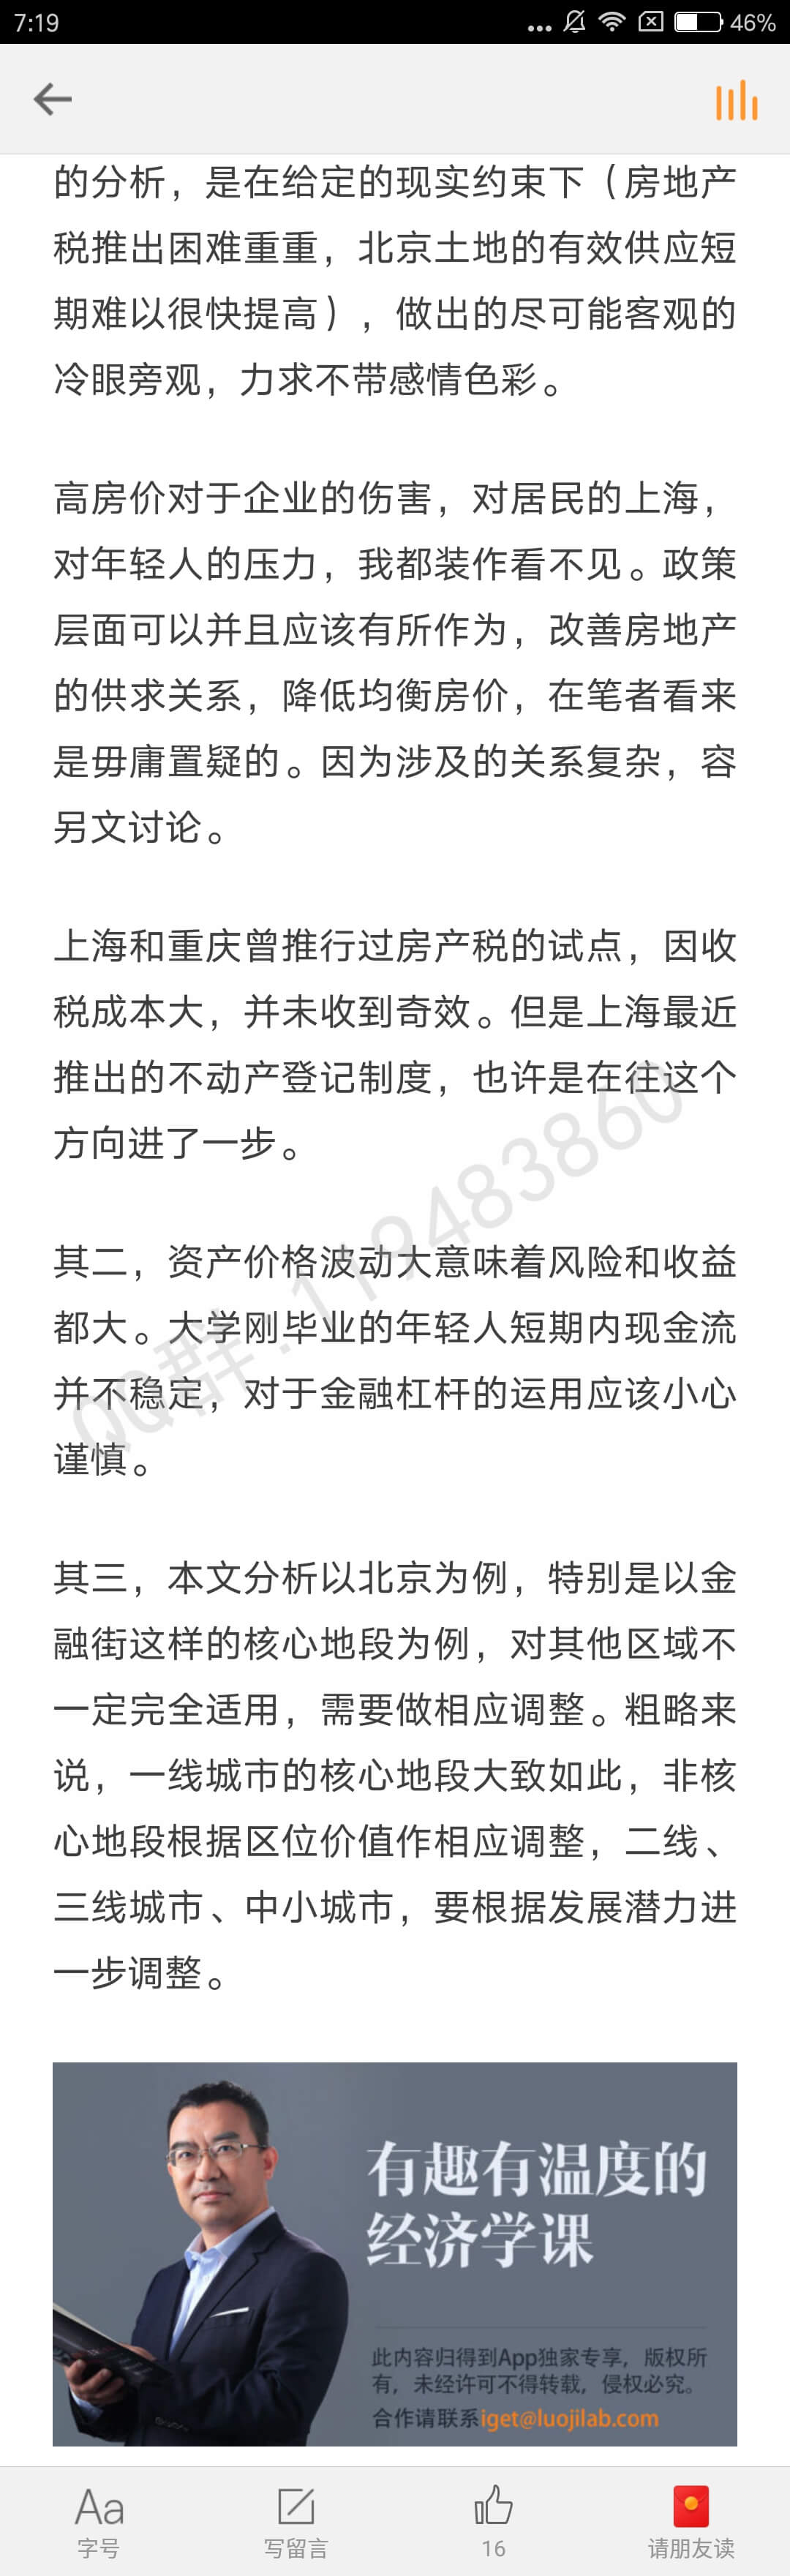 7:19
46%
的分析，是在给定的现实约束下（房地产
税推出困难重重，北京土地的有效供应短
期难以很快提高），做出的尽可能客观的
冷眼旁观，力求不带感情色彩。
高房价对于企业的伤害，对居民的上海，
对年轻人的压力，我都装作看不见。政策
层面可以并且应该有所作为，改善房地产
的供求关系，降低均衡房价，在笔者看来
是毋庸置疑的。因为涉及的关系复杂，容
另文讨论。
上海和重庆曾推行过房产税的试点，因收
税成本大，并未收到奇效。但是上海最近
推出的不动产登记制度，也许是在往这个
方向进了一步。
其二，资产价格波动大意味着风险和收益
都大。大学刚毕业的年轻人短期内现金流
并不稳定，对于金融杠杆的运用应该小心
谨慎。
QQ群:119483860
其三，本文分析以北京为例，特别是以金
融街这样的核心地段为例，对其他区域不
一定完全适用，需要做相应调整。粗略来
说，一线城市的核心地段大致如此，非核
心地段根据区位价值作相应调整，二线、
三线城市、中小城市，要根据发展潜力进
一步调整。
有趣有温度的
经济学课
此内容归得到App独家专享，版权所
有，未经许可不得转载，侵权必究。
合作请联系iget@luojilab.com
Aa
字号
写留言
16
请朋友读